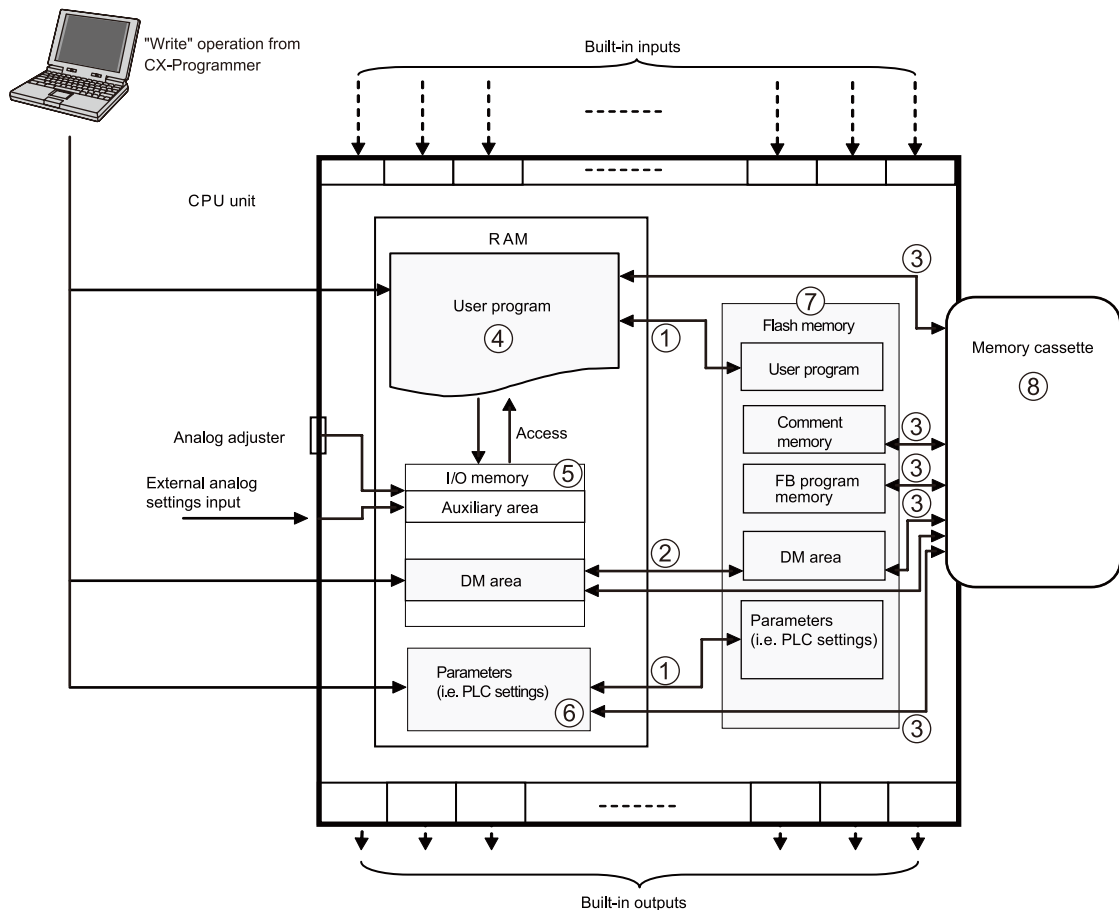 "Write" operation from
CX-Programmer
Built-in inputs
CPU unit
RAM
User program
④
③
①
⑦
Flash memory
User program
Memory cassette
⑧
Comment
memory
③
Analog adjuster
Access
External analog
settings input
I/O memory
⑤
Auxiliary area
FB program
memory
③
③
②
DM area
DM area
Parameters
(i.e. PLC settings)
Parameters
(i.e. PLC settings)
①
⑥
③
Built-in outputs